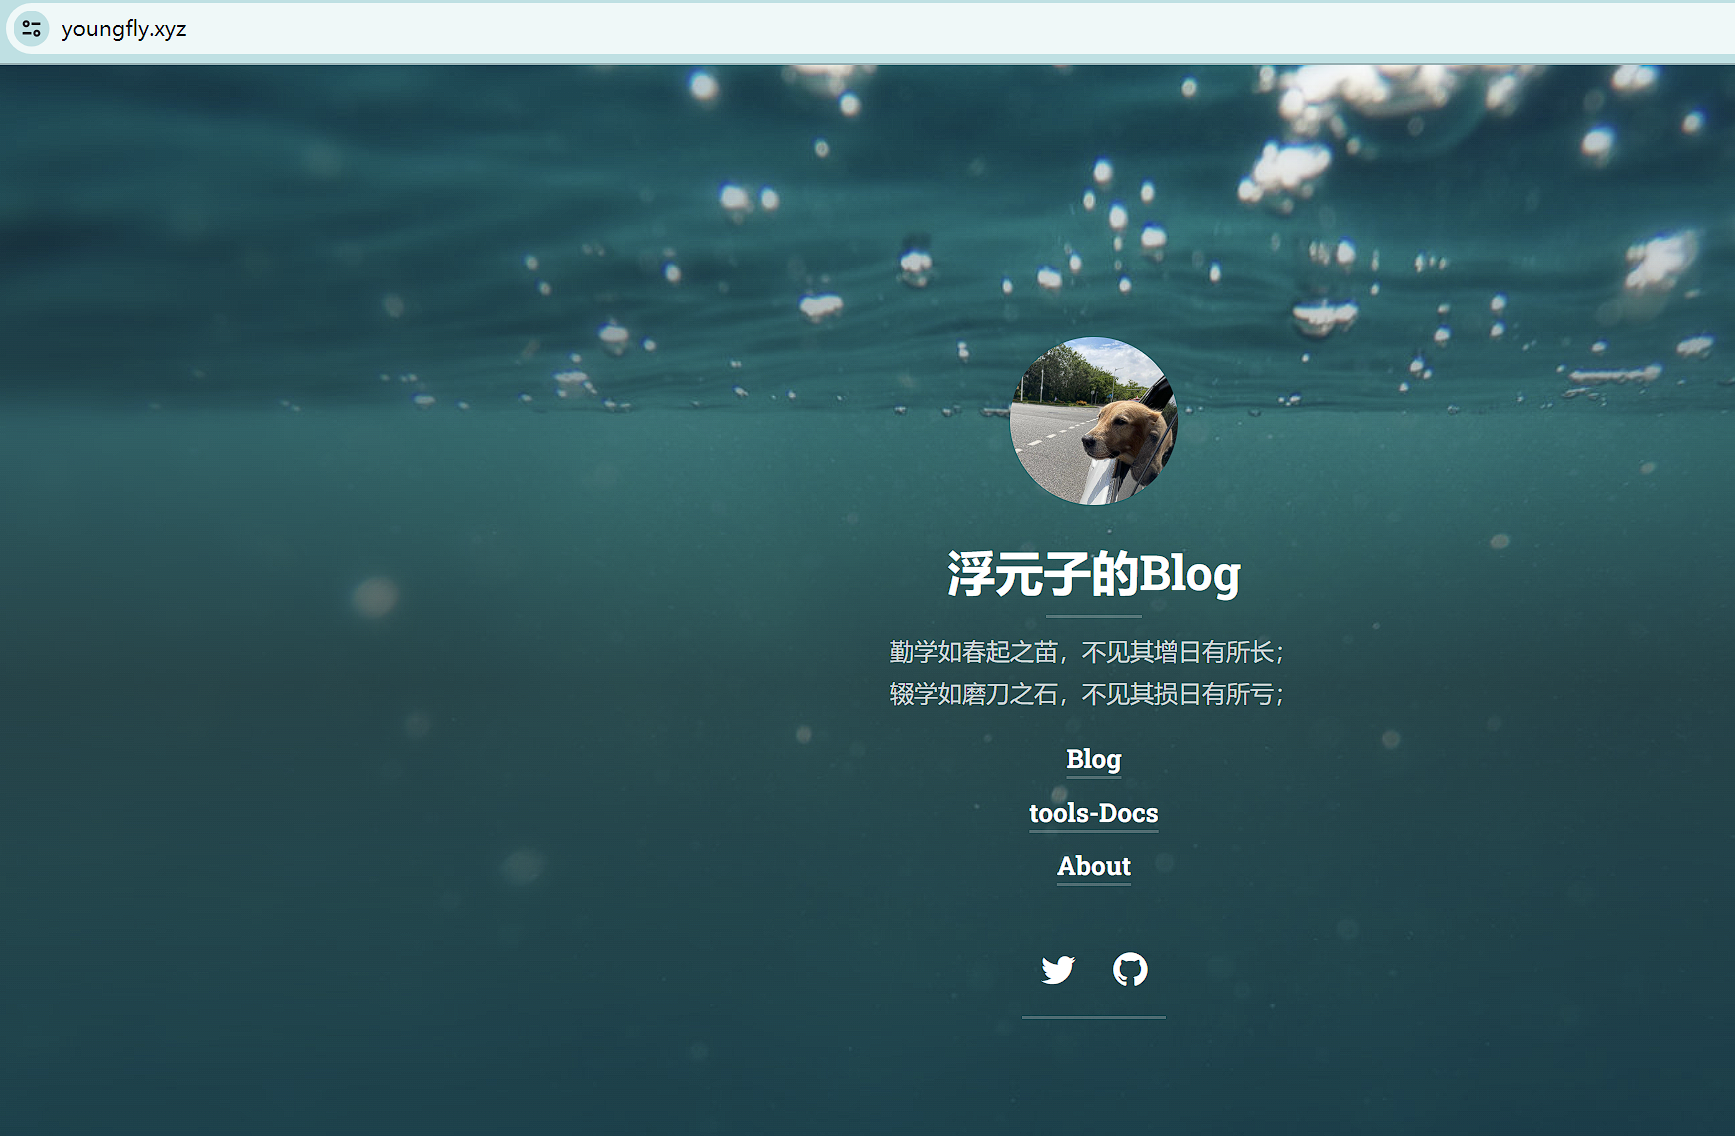 youngfly.xyz
浮元子的Blog
勤学如春起之苗，不见其增日有所长；
辍学如磨刀之石，不见其损日有所亏；
Blog
tools-Docs
About